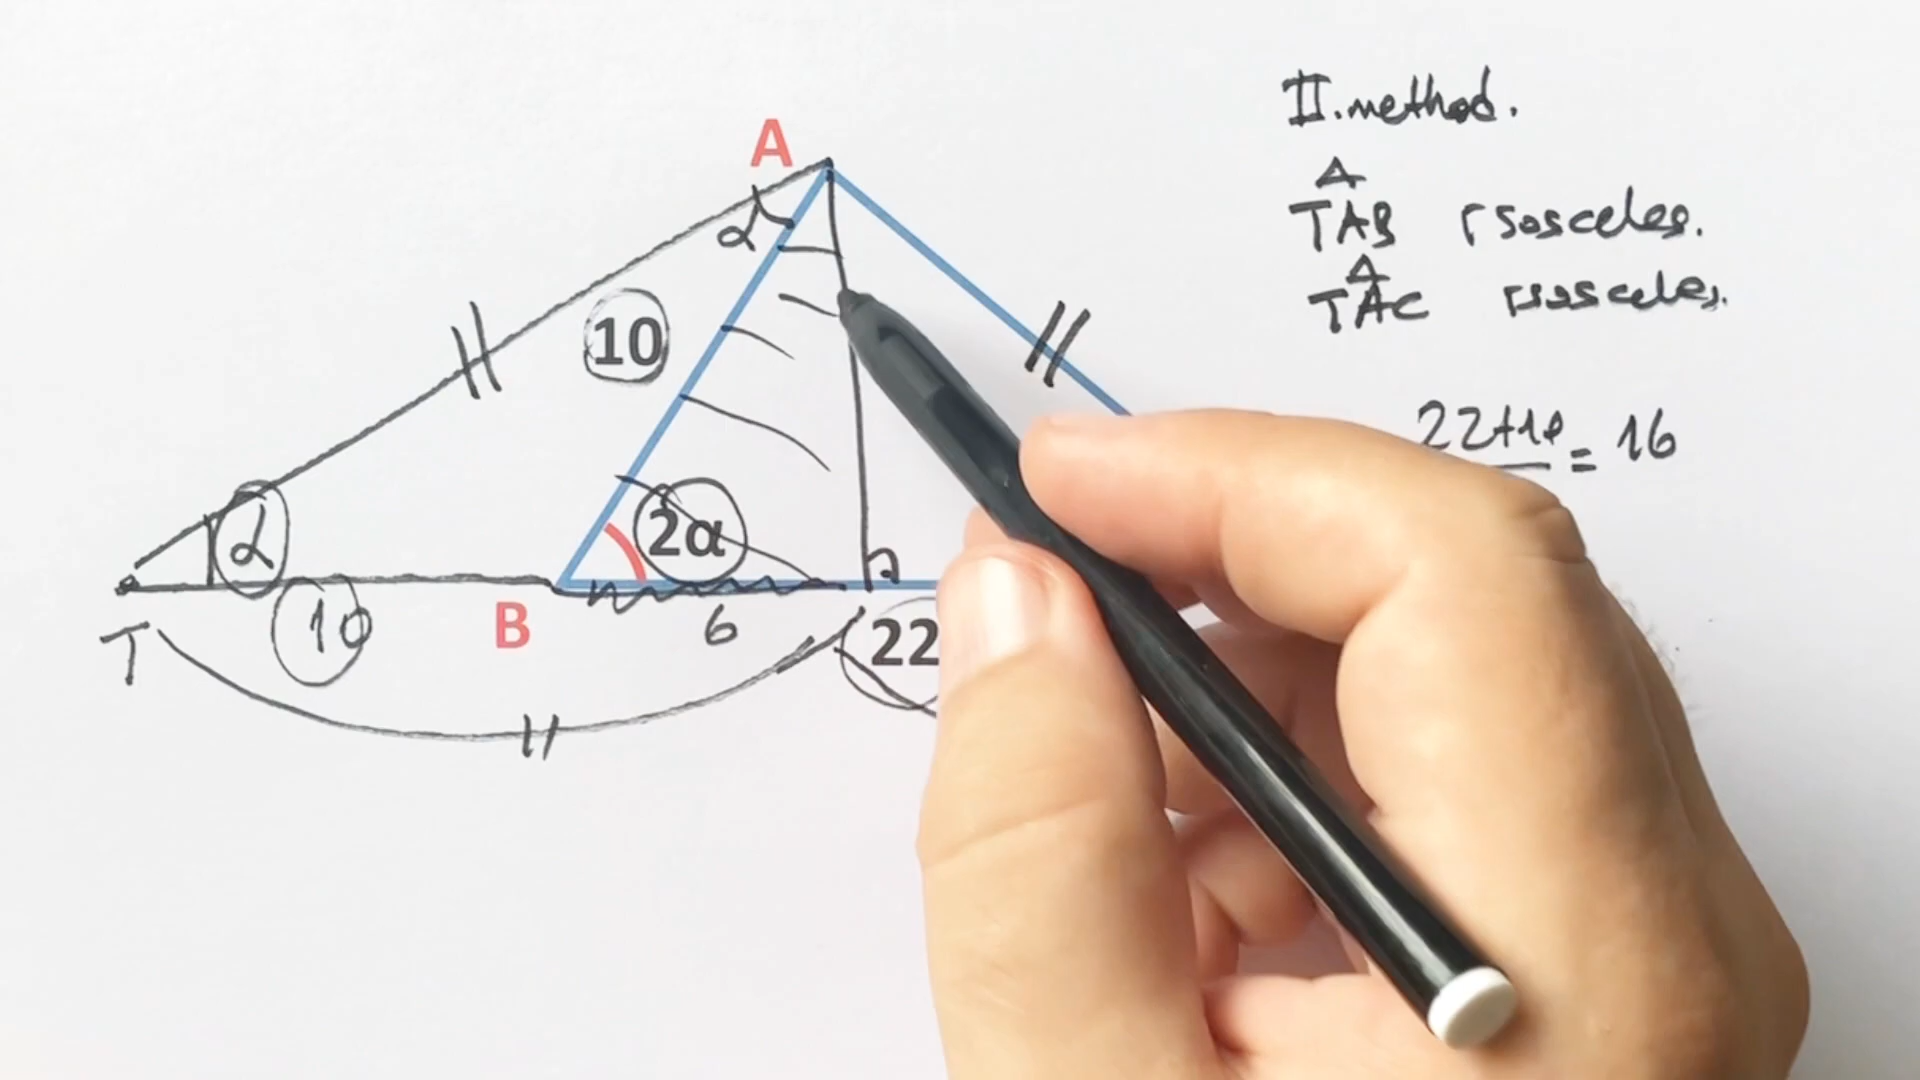 II. method.
TAB isosceles.
TAC isosceles.
22+10 = 16
A
α
10
α
2α
10
B
6
22
T